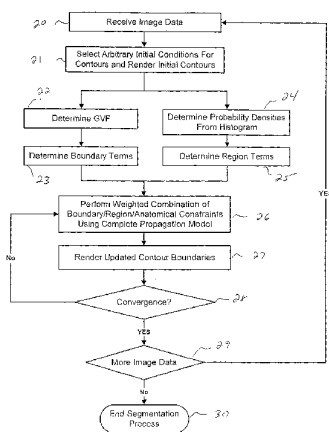 20
Receive Image Data
21
Select Arbitrary Initial Conditions For
Contours and Render Initial Contours
22
Determine GVF
24
Determine Probability Densities
From Histogram
Determine Boundary Terms
23
Determine Region Terms
25
YES
Perform Weighted Combination of
Boundary/Region/Anatomical Constraints
Using Complete Propagation Model
26
No
Render Updated Contour Boundaries
27
Convergence?
28
YES
More Image Data
29
No
End Segmentation
Process
30